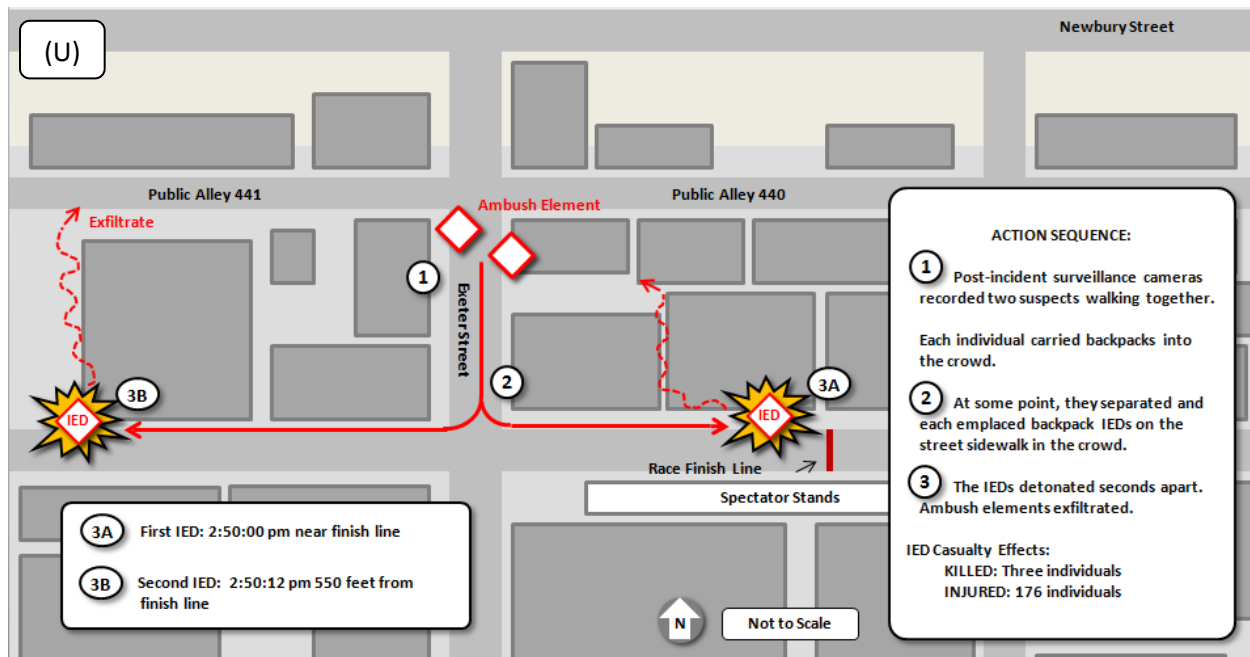 (U)
Newbury Street
Public Alley 441
Public Alley 440
Exfiltrate
Ambush Element
1
Exeter Street
2
3B
IED
3A
IED
Race Finish Line
Spectator Stands
3A First IED: 2:50:00 pm near finish line
3B Second IED: 2:50:12 pm 550 feet from
finish line
N
Not to Scale
ACTION SEQUENCE:
1 Post-incident surveillance cameras
recorded two suspects walking together.
Each individual carried backpacks into
the crowd.
2 At some point, they separated and
each emplaced backpack IEDs on the
street sidewalk in the crowd.
3 The IEDs detonated seconds apart.
Ambush elements exfiltrated.
IED Casualty Effects:
KILLED: Three individuals
INJURED: 176 individuals